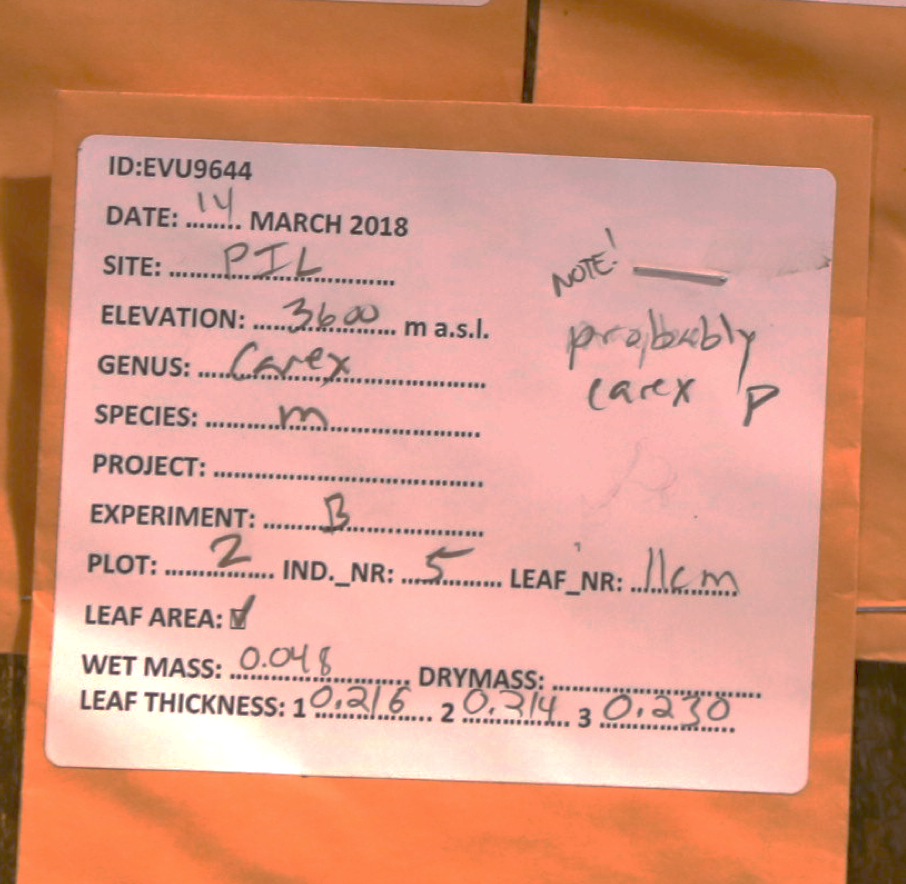 ID:EVU9644
DATE: 14 MARCH 2018
SITE: PIL
NOTE!
ELEVATION: 3600 m a.s.l.
probably
GENUS: Carex
carex P
SPECIES: m
PROJECT:
EXPERIMENT: B
PLOT: 2 IND._NR: 5 LEAF_NR: 11cm
LEAF AREA: ☑
WET MASS: 0.048 DRYMASS:
LEAF THICKNESS: 1 0.216 2 0.214 3 0.230